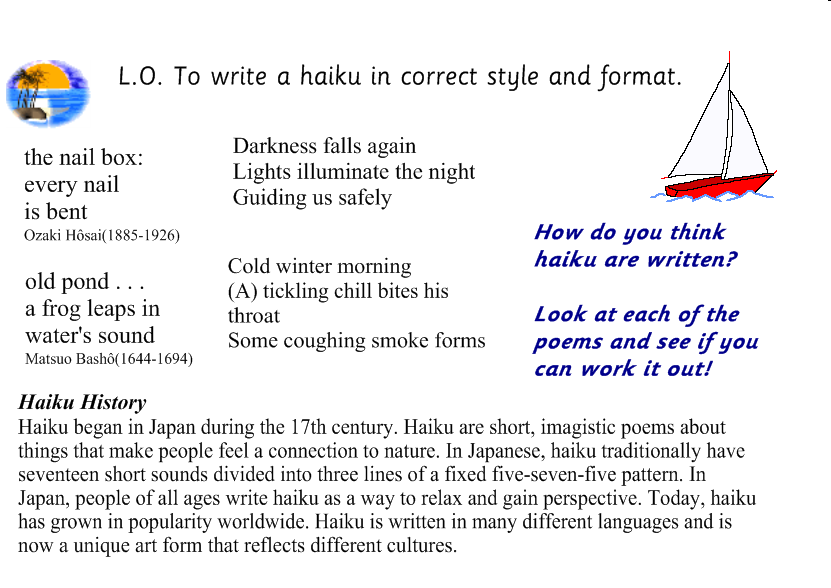 L.O. To write a haiku in correct style and format.
the nail box:
every nail
is bent
Ozaki Hôsai(1885-1926)
old pond . . .
a frog leaps in
water's sound
Matsuo Bashô(1644-1694)
Darkness falls again
Lights illuminate the night
Guiding us safely
Cold winter morning
(A) tickling chill bites his
throat
Some coughing smoke forms
How do you think
haiku are written?
Look at each of the
poems and see if you
can work it out!
Haiku History
Haiku began in Japan during the 17th century. Haiku are short, imagistic poems about
things that make people feel a connection to nature. In Japanese, haiku traditionally have
seventeen short sounds divided into three lines of a fixed five-seven-five pattern. In
Japan, people of all ages write haiku as a way to relax and gain perspective. Today, haiku
has grown in popularity worldwide. Haiku is written in many different languages and is
now a unique art form that reflects different cultures.